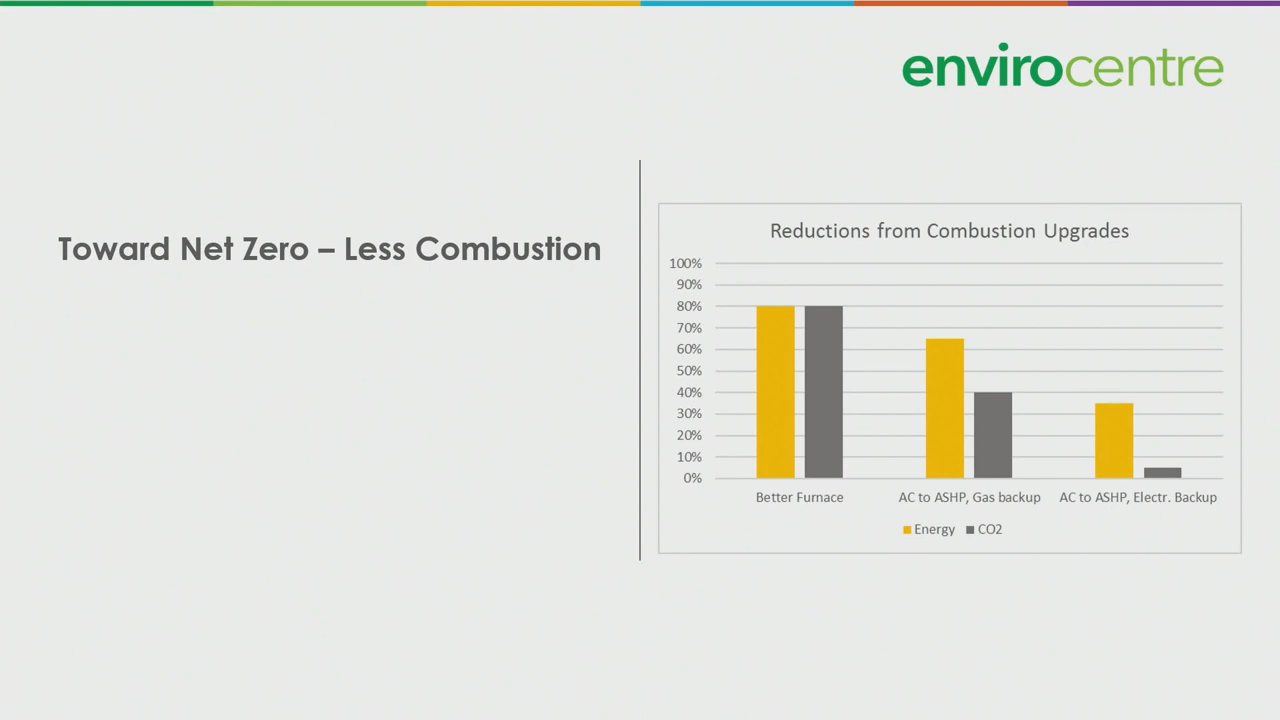 envirocentre
Toward Net Zero – Less Combustion
Reductions from Combustion Upgrades
100%
90%
80%
70%
60%
50%
40%
30%
20%
10%
0%
Better Furnace
AC to ASHP, Gas backup
AC to ASHP, Electr. Backup
Energy
CO2